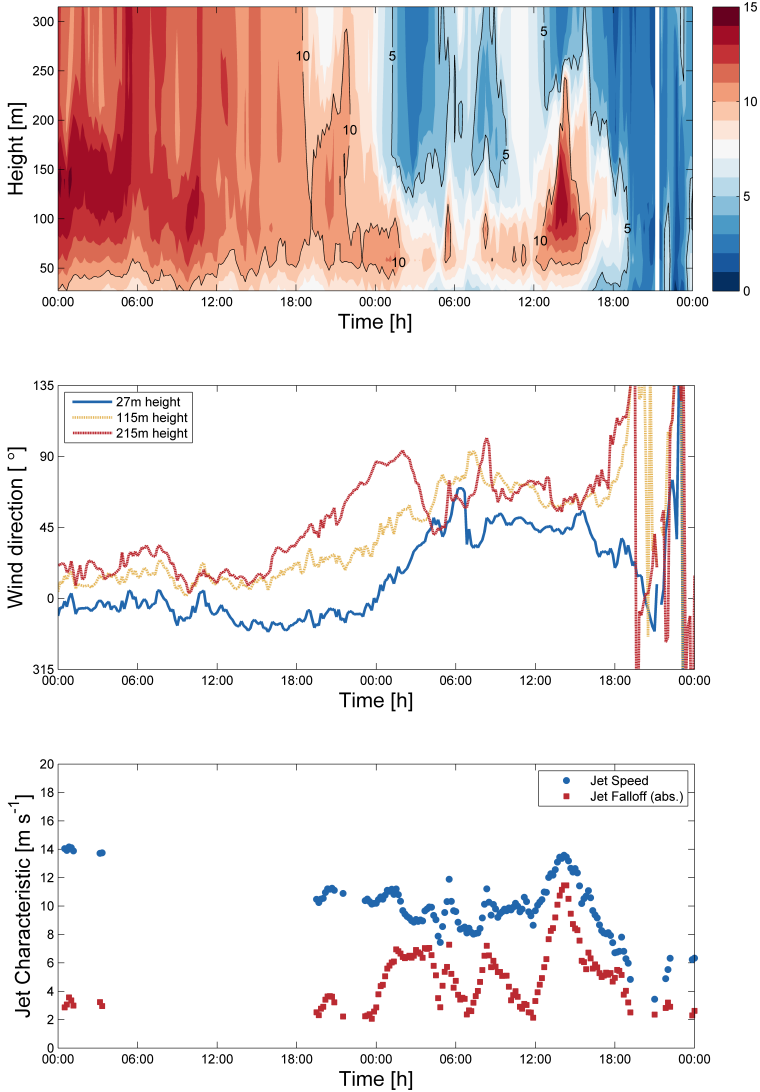 300
250
200
150
100
50
Height [m]
10
5
5
10
5
5
10
10
15
10
5
0
00:00 06:00 12:00 18:00 00:00 06:00 12:00 18:00 00:00
Time [h]
135
90
45
0
315
Wind direction [ °]
27m height
115m height
215m height
00:00 06:00 12:00 18:00 00:00 06:00 12:00 18:00 00:00
Time [h]
20
18
16
14
12
10
8
6
4
2
0
Jet Characteristic [m s⁻¹]
Jet Speed
Jet Falloff (abs.)
00:00 06:00 12:00 18:00 00:00 06:00 12:00 18:00 00:00
Time [h]